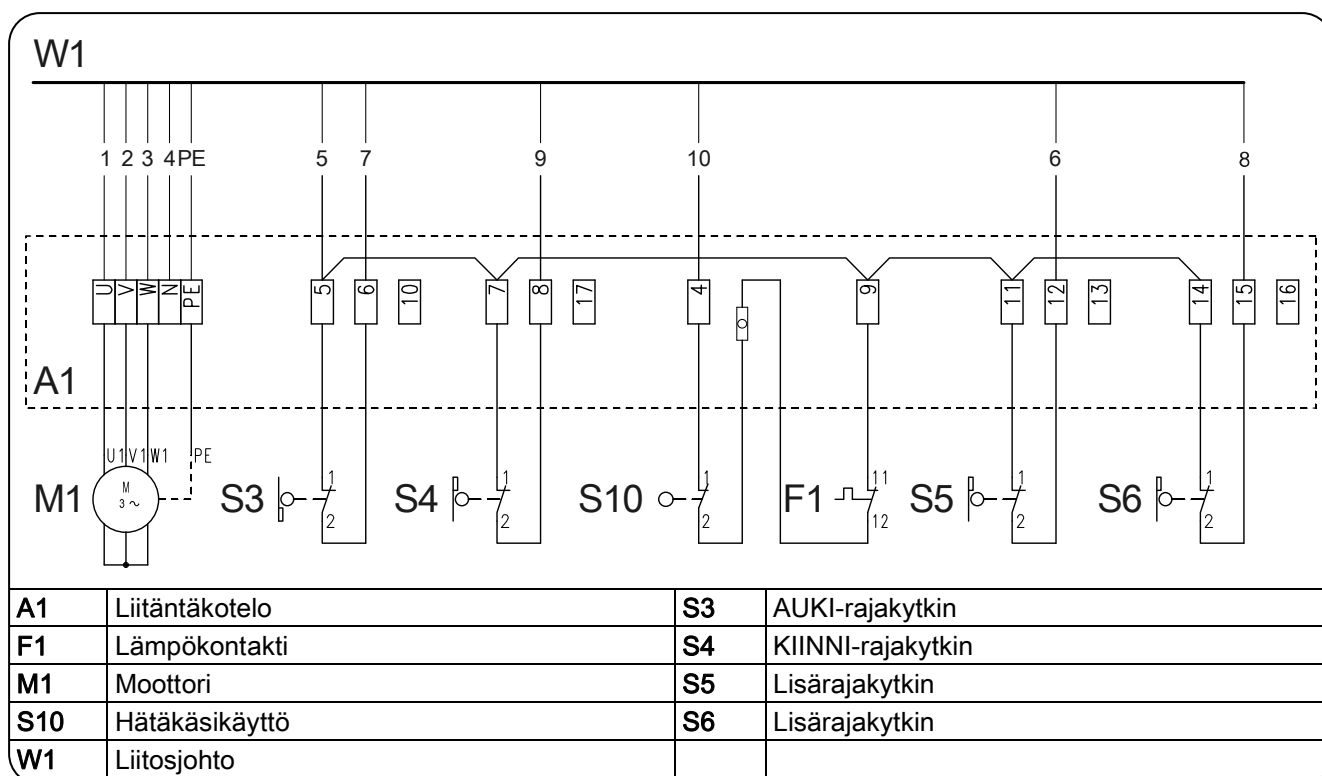 W1
1 2 3 4 PE 5 7 9 10 6 8
U V W N PE 5 6 10 7 8 17 4 9 11 12 13 14 15 16
A1
U1 V1 W1 PE 1 1 1 11 1 1
M1 M 3 ~ S3 S4 S10 F1 S5 S6
2 2 2 12 2 2
A1 Liitäntäkotelo S3 AUKI-rajakytkin
F1 Lämpökontakti S4 KIINNI-rajakytkin
M1 Moottori S5 Lisärajakytkin
S10 Hätäkäsikäyttö S6 Lisärajakytkin
W1 Liitosjohto